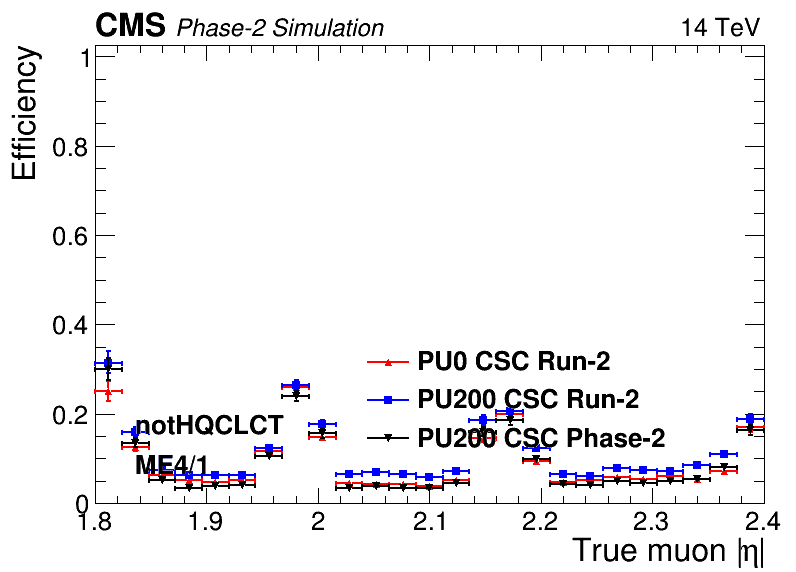 CMS Phase-2 Simulation 14 TeV
Efficiency
1
0.8
0.6
0.4
0.2
0
PU0 CSC Run-2
PU200 CSC Run-2
PU200 CSC Phase-2
notHQCLCT
ME4/1
1.8 1.9 2 2.1 2.2 2.3 2.4
True muon |η|